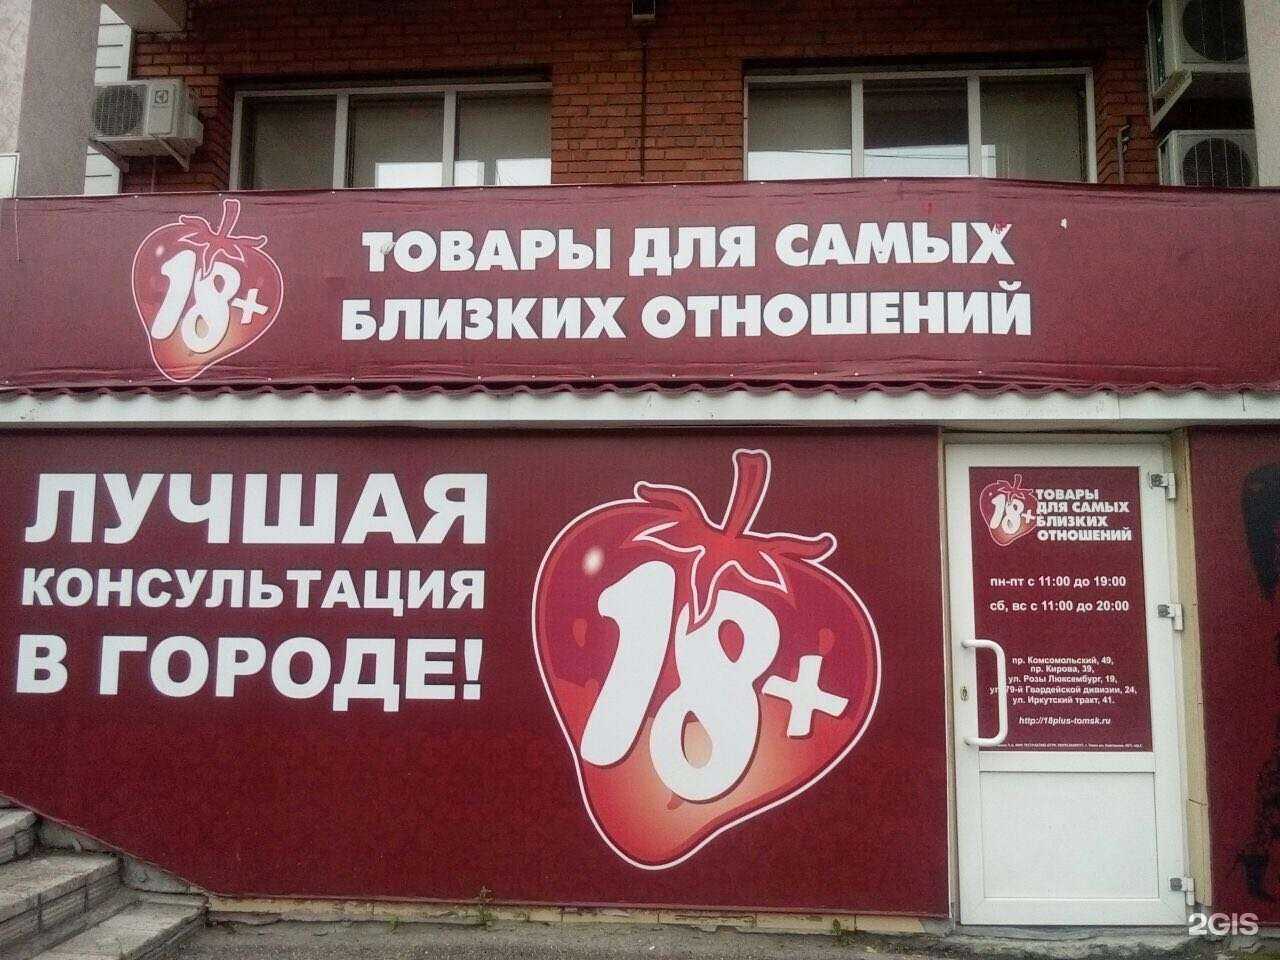 18+
ТОВАРЫ ДЛЯ САМЫХ
БЛИЗКИХ ОТНОШЕНИЙ
ЛУЧШАЯ
КОНСУЛЬТАЦИЯ
В ГОРОДЕ!
18+
18+
ТОВАРЫ
ДЛЯ САМЫХ
БЛИЗКИХ
ОТНОШЕНИЙ
пн-пт с 11:00 до 19:00
сб, вс с 11:00 до 20:00
пр. Комсомольский, 49,
пр. Кирова, 39,
ул. Розы Люксембург, 19,
ул. 79-й Гвардейской дивизии, 24,
ул. Иркутский тракт, 41.
http://18plus-tomsk.ru
2GIS